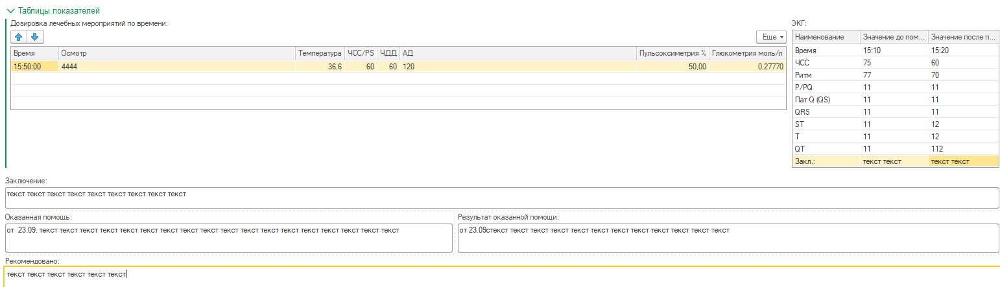 Таблицы показателей
Дозировка лечебных мероприятий по времени:
Еще
Время Осмотр Температура ЧСС/PS ЧДД АД Пульсоксиметрия % Глюкометрия моль/л
15:50:00 4444 36,6 60 60 120 50,00 0,27770
ЭКГ:
Наименование Значение до пом... Значение после п...
Время 15:10 15:20
ЧСС 75 60
Ритм 77 70
P/PQ 11 11
Пат Q (QS) 11 11
QRS 11 11
ST 11 12
T 11 12
QT 11 112
Закл.: текст текст текст текст
Заключение:
текст текст текст текст текст текст текст текст текст
Оказанная помощь:
от 23.09. текст текст текст текст текст текст текст текст текст текст текст текст текст текст текст текст текст текст
Результат оказанной помощи:
от 23.09стекст текст текст текст текст текст текст текст текст текст текст текст
Рекомендовано:
текст текст текст текст текст текст